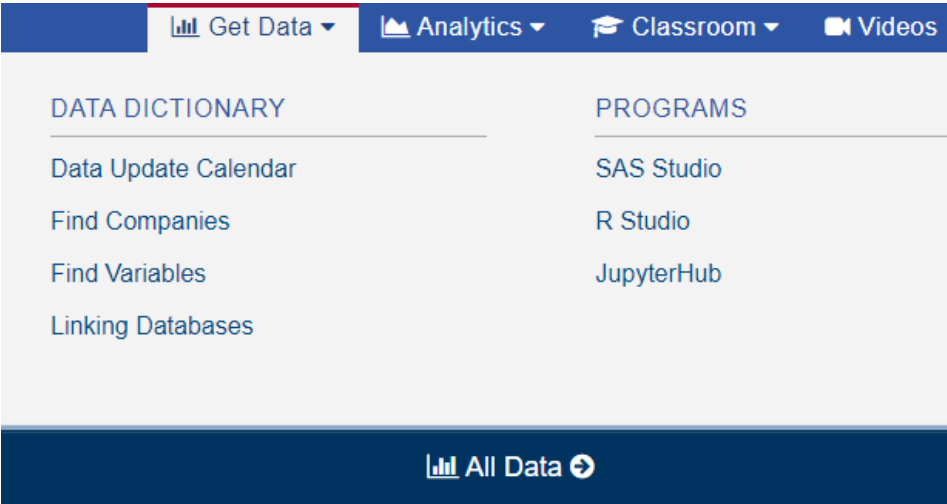 Get Data Analytics Classroom Videos
DATA DICTIONARY
Data Update Calendar
Find Companies
Find Variables
Linking Databases
PROGRAMS
SAS Studio
R Studio
JupyterHub
All Data